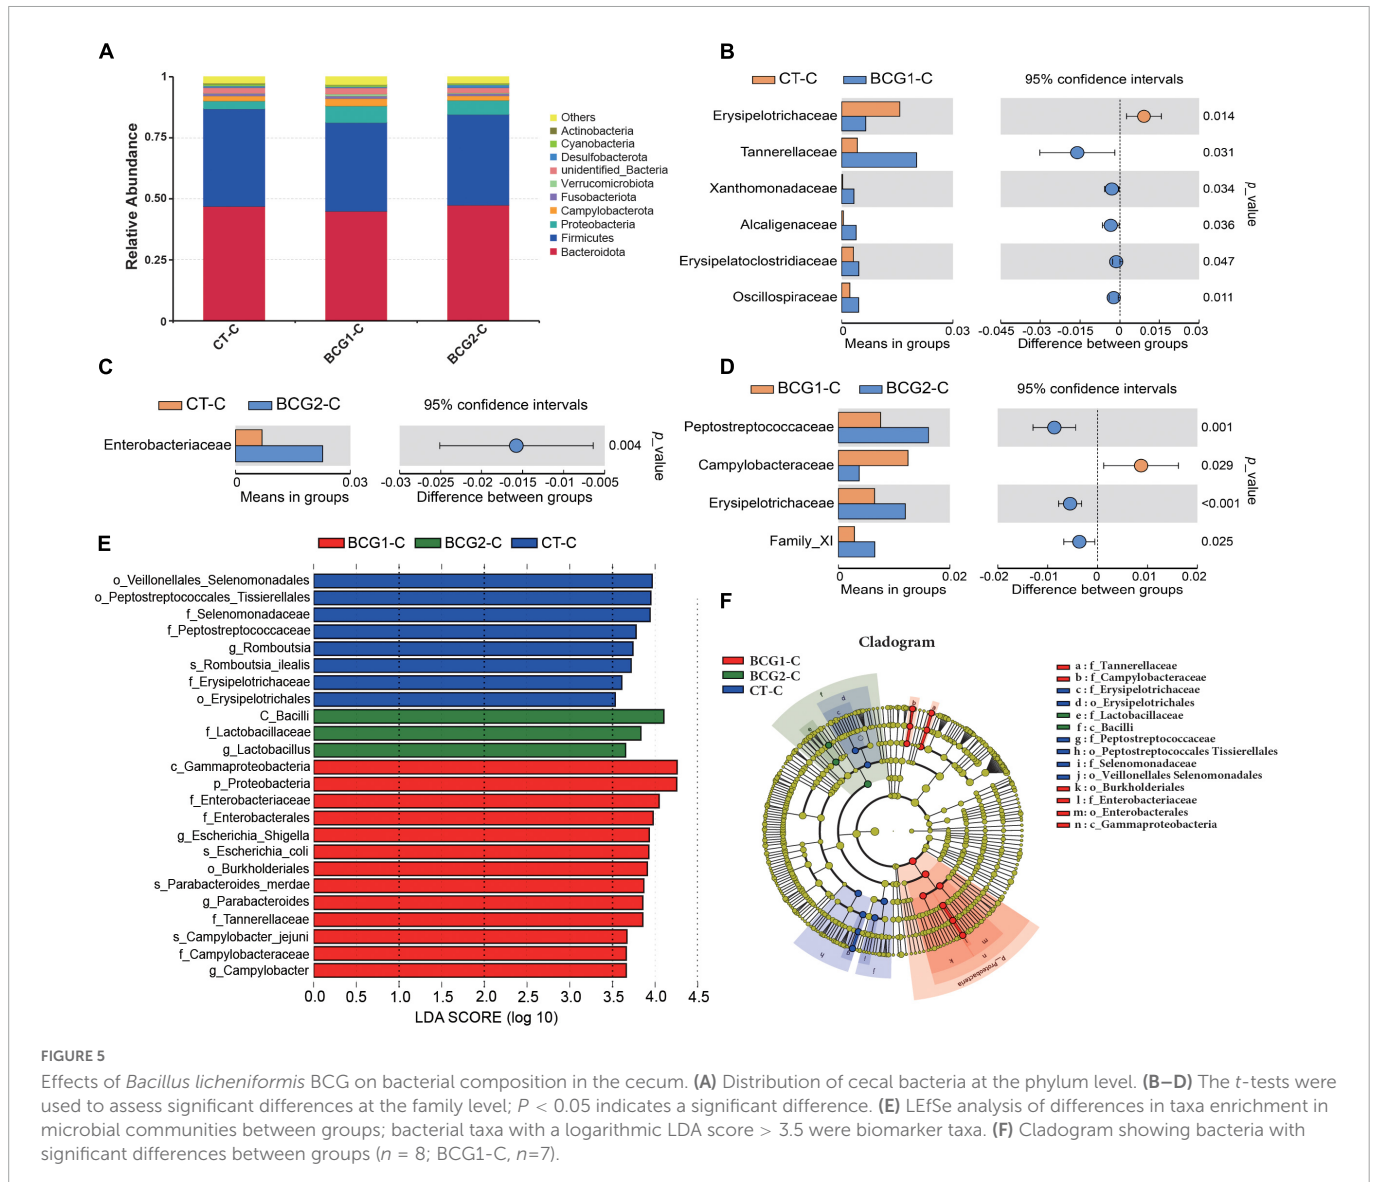 A
Relative Abundance
1
0.75
0.50
0.25
0
CT-C
BCG1-C
BCG2-C
Others
Actinobacteria
Cyanobacteria
Desulfobacterota
unidentified_Bacteria
Verrucomicrobiota
Fusobacteriota
Campylobacterota
Proteobacteria
Firmicutes
Bacteroidota
B
CT-C BCG1-C 95% confidence intervals
Erysipelotrichaceae 0.014
Tannerellaceae 0.031
Xanthomonadaceae 0.034
Alcaligenaceae 0.036
Erysipelatoclostridiaceae 0.047
Oscillospiraceae 0.011
p_value
0 0.03 -0.045 -0.03 -0.015 0 0.015 0.03
Means in groups Difference between groups
C
CT-C BCG2-C 95% confidence intervals
Enterobacteriaceae 0.004
p_value
0 0.03 -0.03 -0.025 -0.02 -0.015 -0.01 -0.005
Means in groups Difference between groups
D
BCG1-C BCG2-C 95% confidence intervals
Peptostreptococcaceae 0.001
Campylobacteraceae 0.029
Erysipelotrichaceae <0.001
Family_XI 0.025
p_value
0 0.02 -0.02 -0.01 0 0.01 0.02
Means in groups Difference between groups
E
BCG1-C BCG2-C CT-C
o_Veillonellales_Selenomonadales
o_Peptostreptococcales_Tissierellales
f_Selenomonadaceae
f_Peptostreptococcaceae
g_Romboutsia
s_Romboutsia_ilealis
f_Erysipelotrichaceae
o_Erysipelotrichales
C_Bacilli
f_Lactobacillaceae
g_Lactobacillus
c_Gammaproteobacteria
p_Proteobacteria
f_Enterobacteriaceae
f_Enterobacterales
g_Escherichia_Shigella
s_Escherichia_coli
o_Burkholderiales
s_Parabacteroides_merdae
g_Parabacteroides
f_Tannerellaceae
s_Campylobacter_jejuni
f_Campylobacteraceae
g_Campylobacter
0.0 0.5 1.0 1.5 2.0 2.5 3.0 3.5 4.0 4.5
LDA SCORE (log 10)
F
Cladogram
BCG1-C
BCG2-C
CT-C
f
d
c
e
b
h
j
k
m
n
p_Proteobacteria
a : f_Tannerellaceae
b : f_Campylobacteraceae
c : f_Erysipelotrichaceae
d : o_Erysipelotrichales
e : f_Lactobacillaceae
f : c_Bacilli
g : f_Peptostreptococcaceae
h : o_Peptostreptococcales Tissierellales
i : f_Selenomonadaceae
j : o_Veillonellales Selenomonadales
k : o_Burkholderiales
l : f_Enterobacteriaceae
m: o_Enterobacterales
n : c_Gammaproteobacteria
FIGURE 5
Effects of Bacillus licheniformis BCG on bacterial composition in the cecum. (A) Distribution of cecal bacteria at the phylum level. (B–D) The t-tests were
used to assess significant differences at the family level; P < 0.05 indicates a significant difference. (E) LEfSe analysis of differences in taxa enrichment in
microbial communities between groups; bacterial taxa with a logarithmic LDA score > 3.5 were biomarker taxa. (F) Cladogram showing bacteria with
significant differences between groups (n = 8; BCG1-C, n=7).